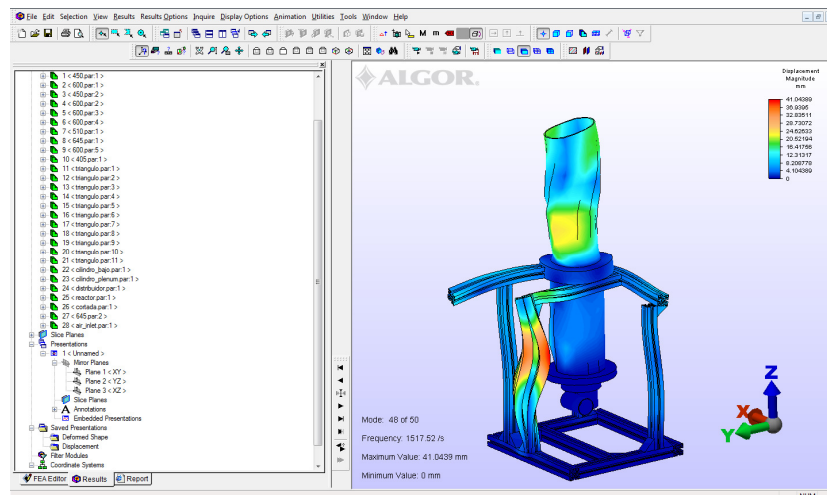 File Edit Selection View Results Results Options Inquire Display Options Animation Utilities Tools Window Help
1 < 450.par:1 >
2 < 600.par:1 >
3 < 450.par:2 >
4 < 600.par:2 >
5 < 600.par:3 >
6 < 600.par:4 >
7 < 510.par:1 >
8 < 645.par:1 >
9 < 600.par:5 >
10 < 405.par:1 >
11 < triangulo.par:1 >
12 < triangulo.par:2 >
13 < triangulo.par:3 >
14 < triangulo.par:4 >
15 < triangulo.par:5 >
16 < triangulo.par:6 >
17 < triangulo.par:7 >
18 < triangulo.par:8 >
19 < triangulo.par:9 >
20 < triangulo.par:10 >
21 < triangulo.par:11 >
22 < cilindro_bajo.par:1 >
23 < cilindro_plenum.par:1 >
24 < distribuidor.par:1 >
25 < reactor.par:1 >
26 < cortada.par:1 >
27 < 645.par:2 >
28 < air_inlet.par:1 >
Slice Planes
Presentations
1 < Unnamed >
Mirror Planes
Plane 1 < XY >
Plane 2 < YZ >
Plane 3 < XZ >
Slice Planes
Annotations
Embedded Presentations
Saved Presentations
Deformed Shape
Displacement
Filter Modules
Coordinate Systems
FEA Editor Results Report
ALGOR.
Displacement
Magnitude
mm
41.04389
36.9395
32.83511
28.73072
24.62633
20.52194
16.41756
12.31317
8.208778
4.104389
0
Mode: 48 of 50
Frequency: 1517.52 /s
Maximum Value: 41.0439 mm
Minimum Value: 0 mm
Z
X
Y